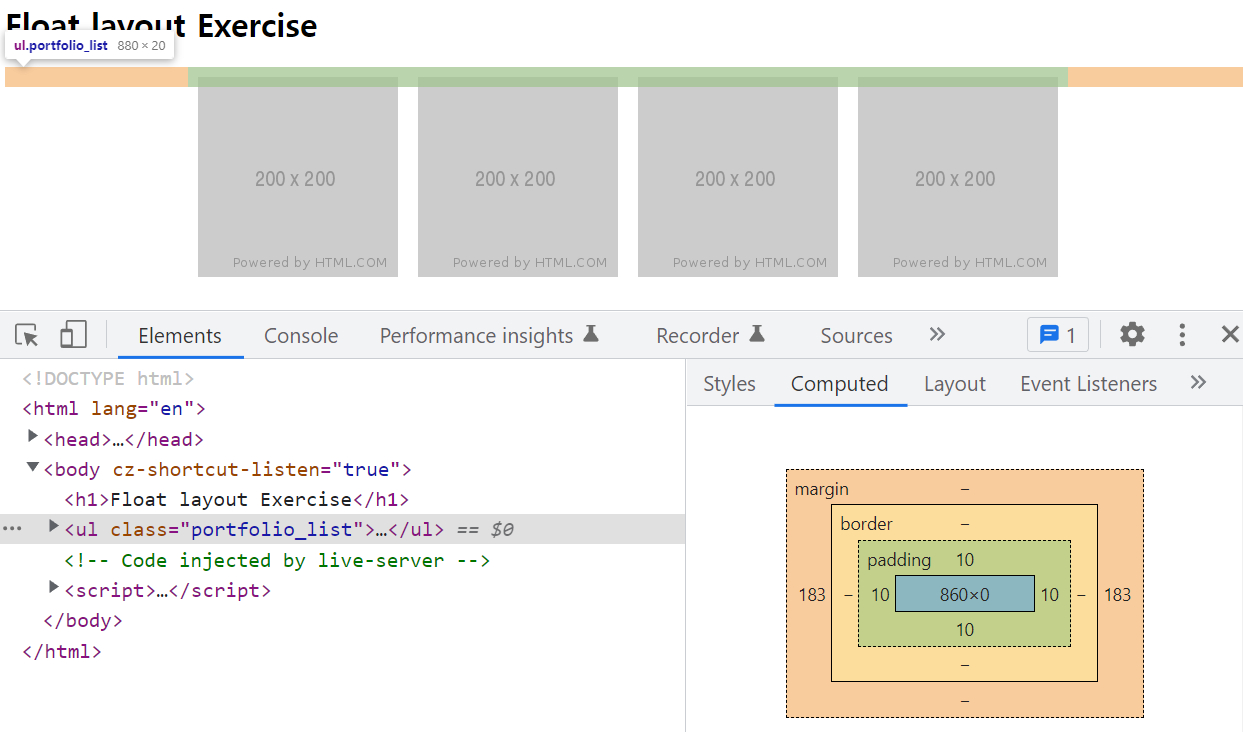 Float layout Exercise
ul.portfolio_list 880 × 20
200 x 200 200 x 200 200 x 200 200 x 200
Powered by HTML.COM Powered by HTML.COM Powered by HTML.COM Powered by HTML.COM
Elements Console Performance insights Recorder Sources » 1
<!DOCTYPE html>
<html lang="en">
<head>…</head>
<body cz-shortcut-listen="true">
<h1>Float layout Exercise</h1>
<ul class="portfolio_list">…</ul> == $0
<!-- Code injected by live-server -->
<script>…</script>
</body>
</html>
Styles Computed Layout Event Listeners »
margin –
border –
padding 10
183 – 10 860×0 10 – 183
10
–
–